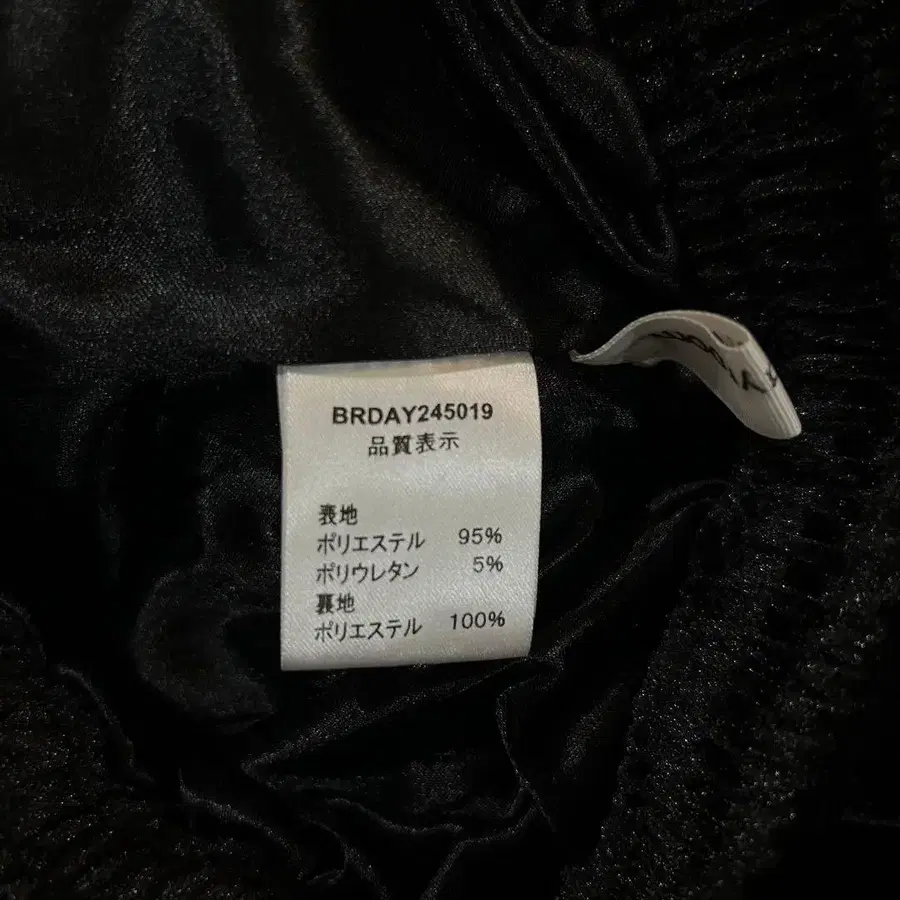 BRDAY245019
品質表示
表地
ポリエステル 95%
ポリウレタン 5%
裏地
ポリエステル 100%